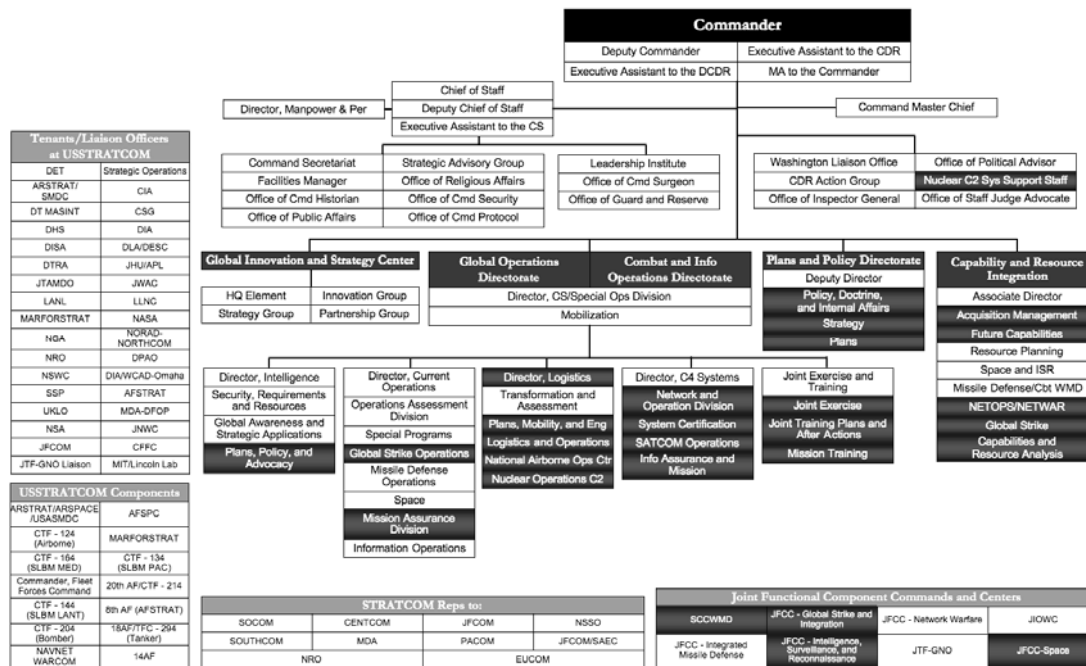 Commander
Deputy Commander
Executive Assistant to the CDR
Executive Assistant to the DCDR
MA to the Commander
Chief of Staff
Deputy Chief of Staff
Executive Assistant to the CS
Director, Manpower & Per
Command Master Chief
Command Secretariat
Strategic Advisory Group
Facilities Manager
Office of Religious Affairs
Office of Cmd Historian
Office of Cmd Security
Office of Public Affairs
Office of Cmd Protocol
Leadership Institute
Office of Cmd Surgeon
Office of Guard and Reserve
Washington Liaison Office
Office of Political Advisor
CDR Action Group
Nuclear C2 Sys Support Staff
Office of Inspector General
Office of Staff Judge Advocate
Tenants/Liaison Officers
at USSTRATCOM
DET
Strategic Operations
ARSTRAT/
SMDC
CIA
DT MASINT
CSG
DHS
DIA
DISA
DLA/DESC
DTRA
JHU/APL
JTAMDO
JWAC
LANL
LLNC
MARFORSTRAT
NASA
NGA
NORAD-
NORTHCOM
NRO
DPAO
NSWC
DIA/WCAD-Omaha
SSP
AFSTRAT
UKLO
MDA-DFOP
NSA
JNWC
JFCOM
CFFC
JTF-GNO Liaison
MIT/Lincoln Lab
Global Innovation and Strategy Center
HQ Element
Innovation Group
Strategy Group
Partnership Group
Global Operations
Directorate
Combat and Info
Operations Directorate
Director, CS/Special Ops Division
Mobilization
Plans and Policy Directorate
Deputy Director
Policy, Doctrine,
and Internal Affairs
Strategy
Plans
Capability and Resource
Integration
Associate Director
Acquisition Management
Future Capabilities
Resource Planning
Space and ISR
Missile Defense/Cbt WMD
NETOPS/NETWAR
Global Strike
Capabilities and
Resource Analysis
Director, Intelligence
Security, Requirements
and Resources
Global Awareness and
Strategic Applications
Plans, Policy, and
Advocacy
Director, Current
Operations
Operations Assessment
Division
Special Programs
Global Strike Operations
Missile Defense
Operations
Space
Mission Assurance
Division
Information Operations
Director, Logistics
Transformation and
Assessment
Plans, Mobility, and Eng
Logistics and Operations
National Airborne Ops Ctr
Nuclear Operations C2
Director, C4 Systems
Network and
Operation Division
System Certification
SATCOM Operations
Info Assurance and
Mission
Joint Exercise and
Training
Joint Exercise
Joint Training Plans and
After Actions
Mission Training
USSTRATCOM Components
ARSTRAT/ARSPACE
/USASMDC
AFSPC
CTF - 124
(Airborne)
MARFORSTRAT
CTF - 164
(SLBM MED)
CTF - 134
(SLBM PAC)
Commander, Fleet
Forces Command
20th AF/CTF - 214
CTF - 144
(SLBM LANT)
8th AF (AFSTRAT)
CTF - 204
(Bomber)
18AF/TFC - 294
(Tanker)
NAVNET
WARCOM
14AF
STRATCOM Reps to:
SOCOM
CENTCOM
JFCOM
NSSO
SOUTHCOM
MDA
PACOM
JFCOM/SAEC
NRO
EUCOM
Joint Functional Component Commands and Centers
SCCWMD
JFCC - Global Strike and
Integration
JFCC - Network Warfare
JIOWC
JFCC - Integrated
Missile Defense
JFCC - Intelligence,
Surveillance, and
Reconnaissance
JTF-GNO
JFCC-Space